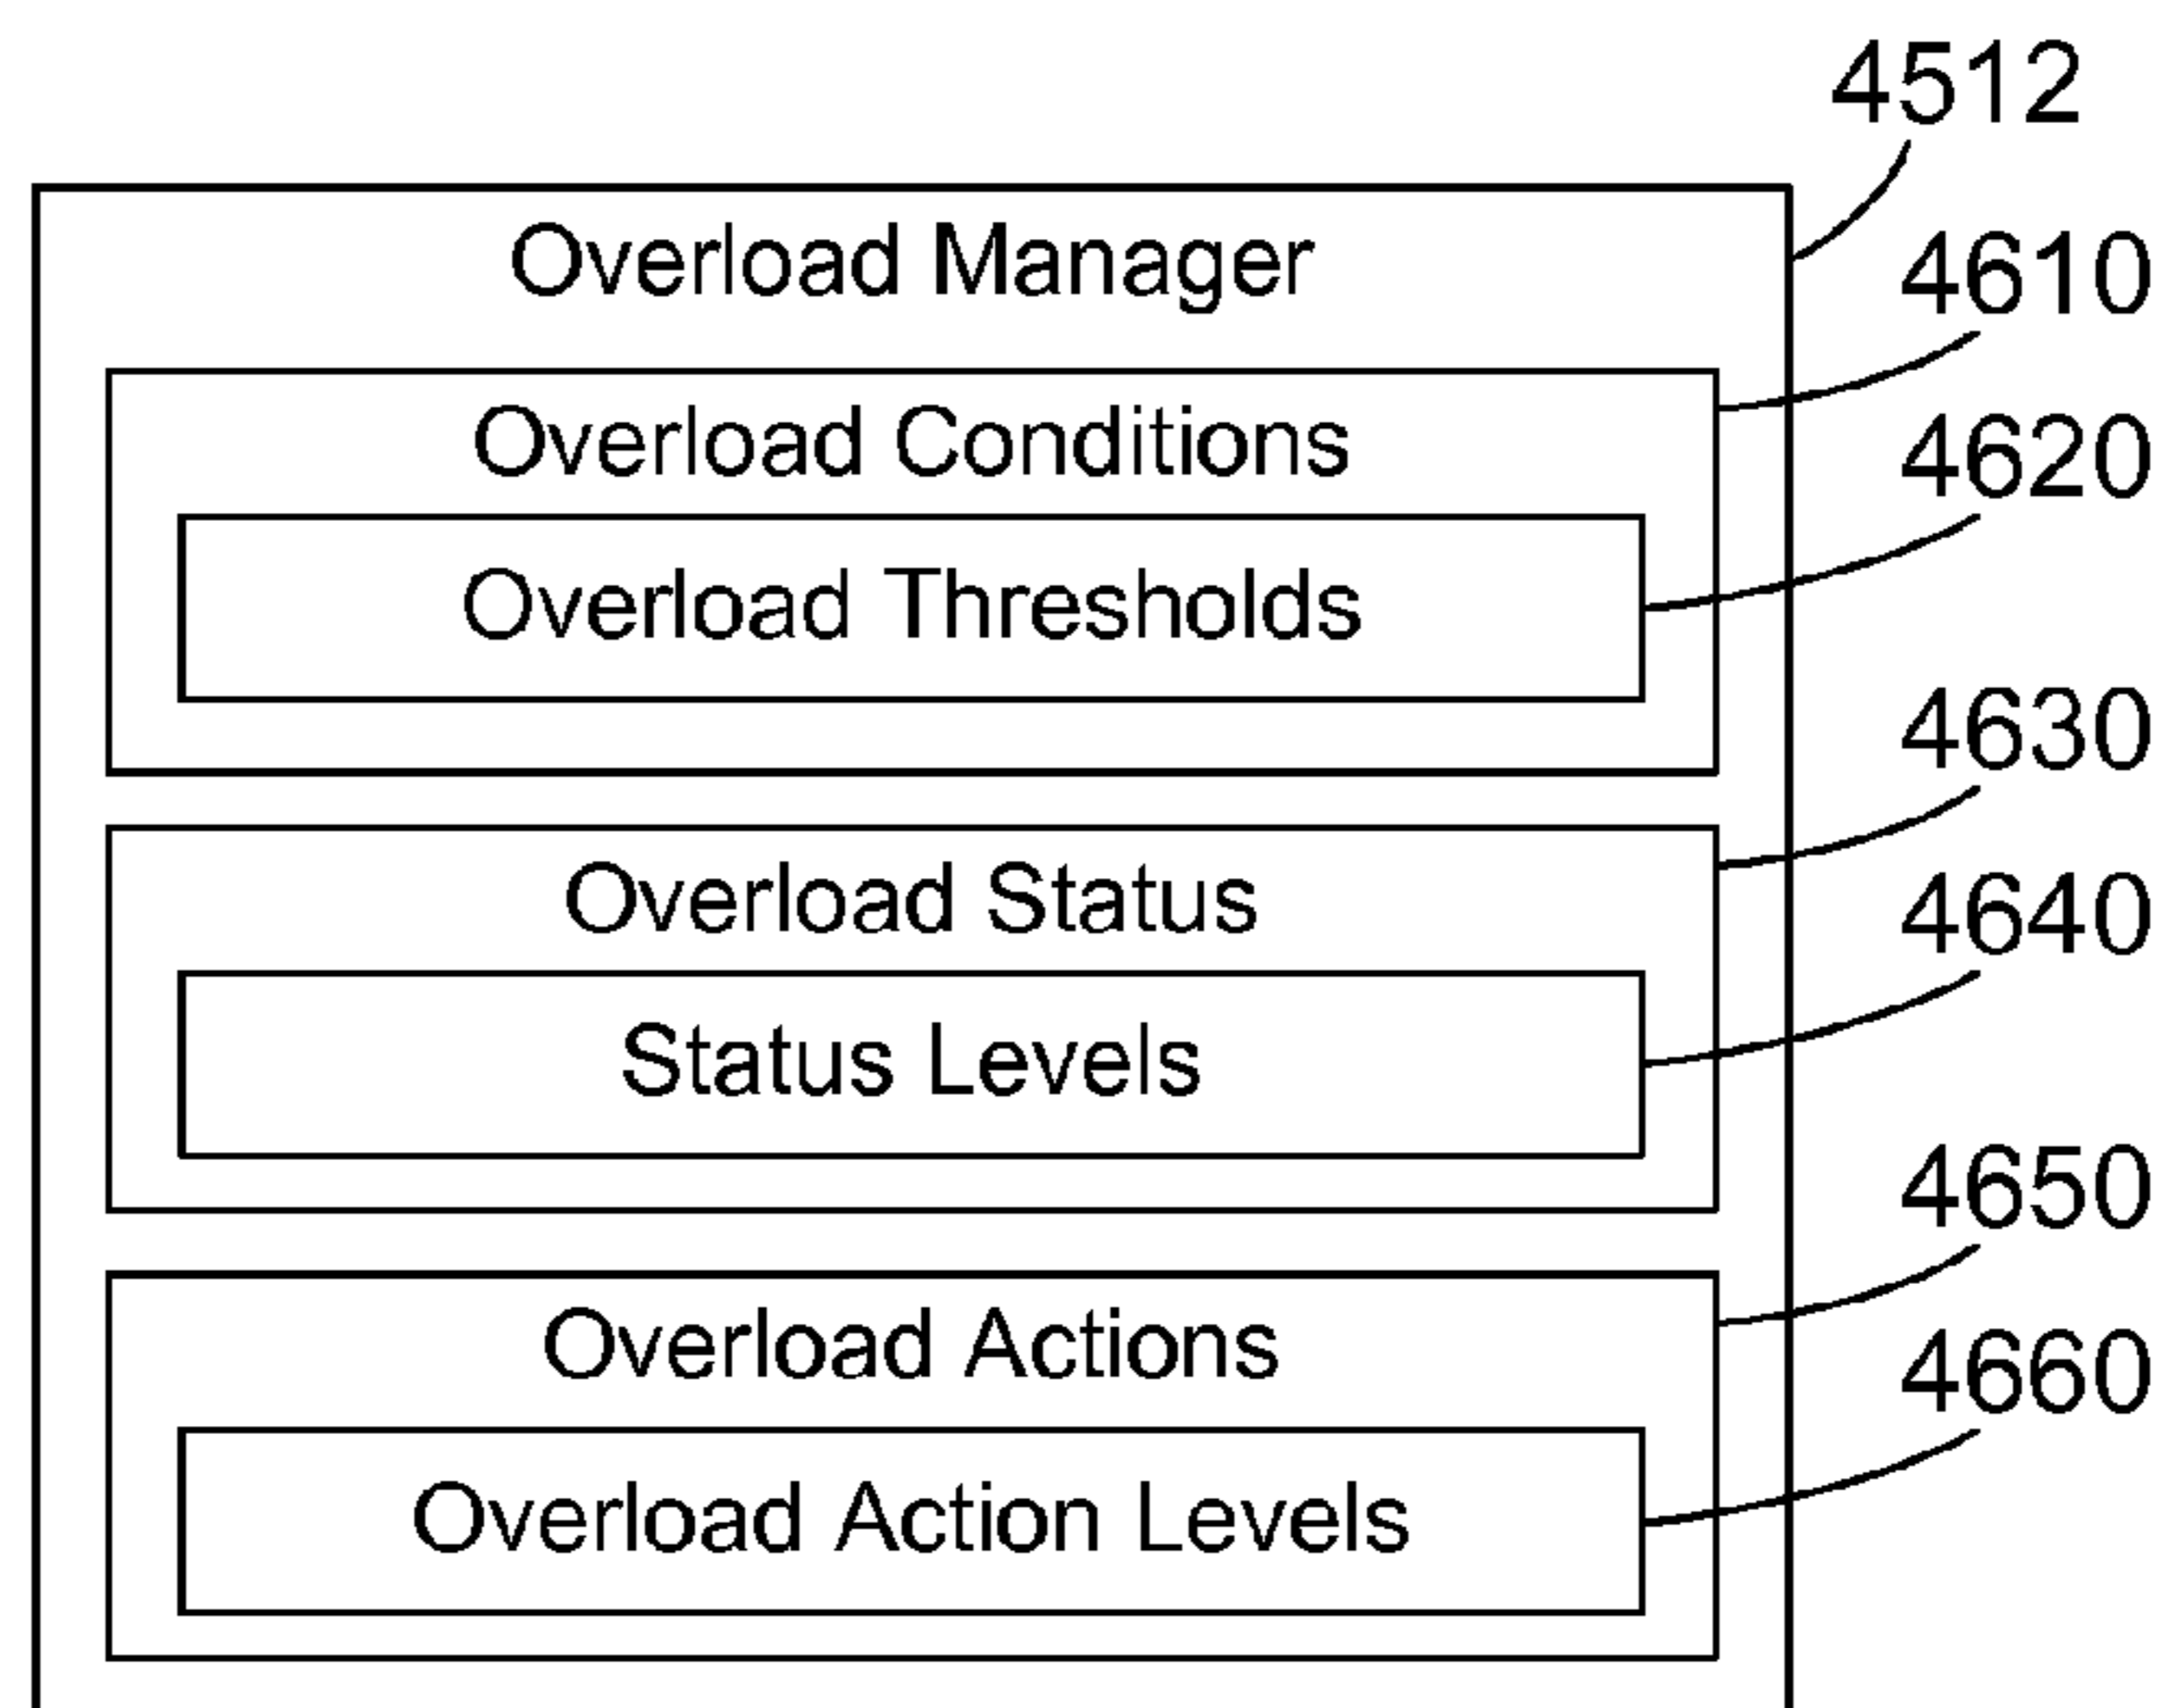 4512
Overload Manager
4610
Overload Conditions
4620
Overload Thresholds
4630
Overload Status
4640
Status Levels
4650
Overload Actions
4660
Overload Action Levels